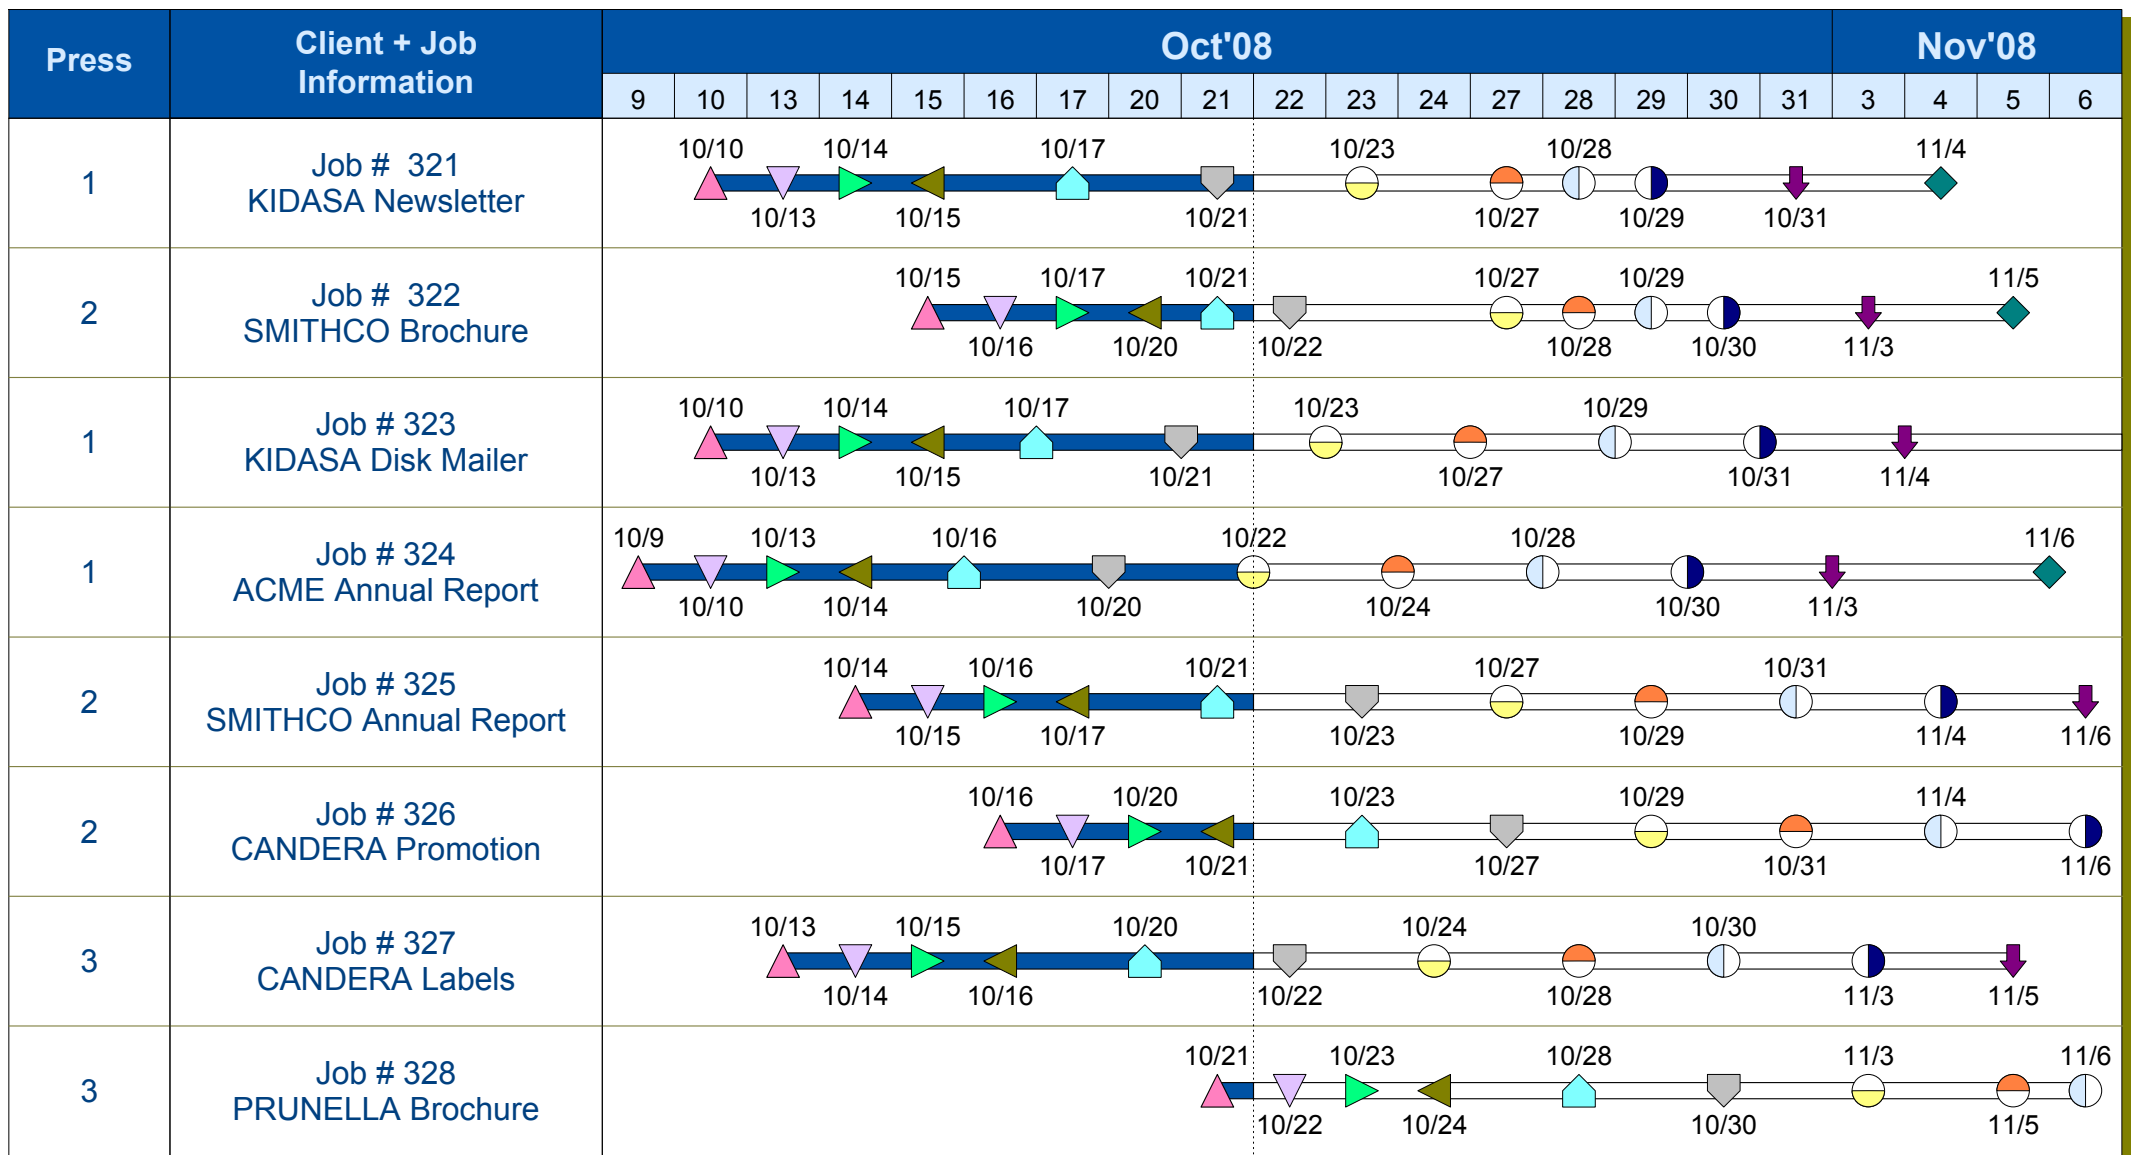 Press
Client + Job
Information
Oct'08 Nov'08
9 10 13 14 15 16 17 20 21 22 23 24 27 28 29 30 31 3 4 5 6
10/10 10/14 10/17 10/23 10/28 11/4
1
Job # 321
KIDASA Newsletter
10/13 10/15 10/21 10/27 10/29 10/31
10/15 10/17 10/21 10/27 10/29 11/5
2
Job # 322
SMITHCO Brochure
10/16 10/20 10/22 10/28 10/30 11/3
10/10 10/14 10/17 10/23 10/29
1
Job # 323
KIDASA Disk Mailer
10/13 10/15 10/21 10/27 10/31 11/4
10/9 10/13 10/16 10/22 10/28 11/6
1
Job # 324
ACME Annual Report
10/10 10/14 10/20 10/24 10/30 11/3
10/14 10/16 10/21 10/27 10/31
2
Job # 325
SMITHCO Annual Report
10/15 10/17 10/23 10/29 11/4 11/6
10/16 10/20 10/23 10/29 11/4
2
Job # 326
CANDERA Promotion
10/17 10/21 10/27 10/31 11/6
10/13 10/15 10/20 10/24 10/30
3
Job # 327
CANDERA Labels
10/14 10/16 10/22 10/28 11/3 11/5
10/21 10/23 10/28 11/3 11/6
3
Job # 328
PRUNELLA Brochure
10/22 10/24 10/30 11/5